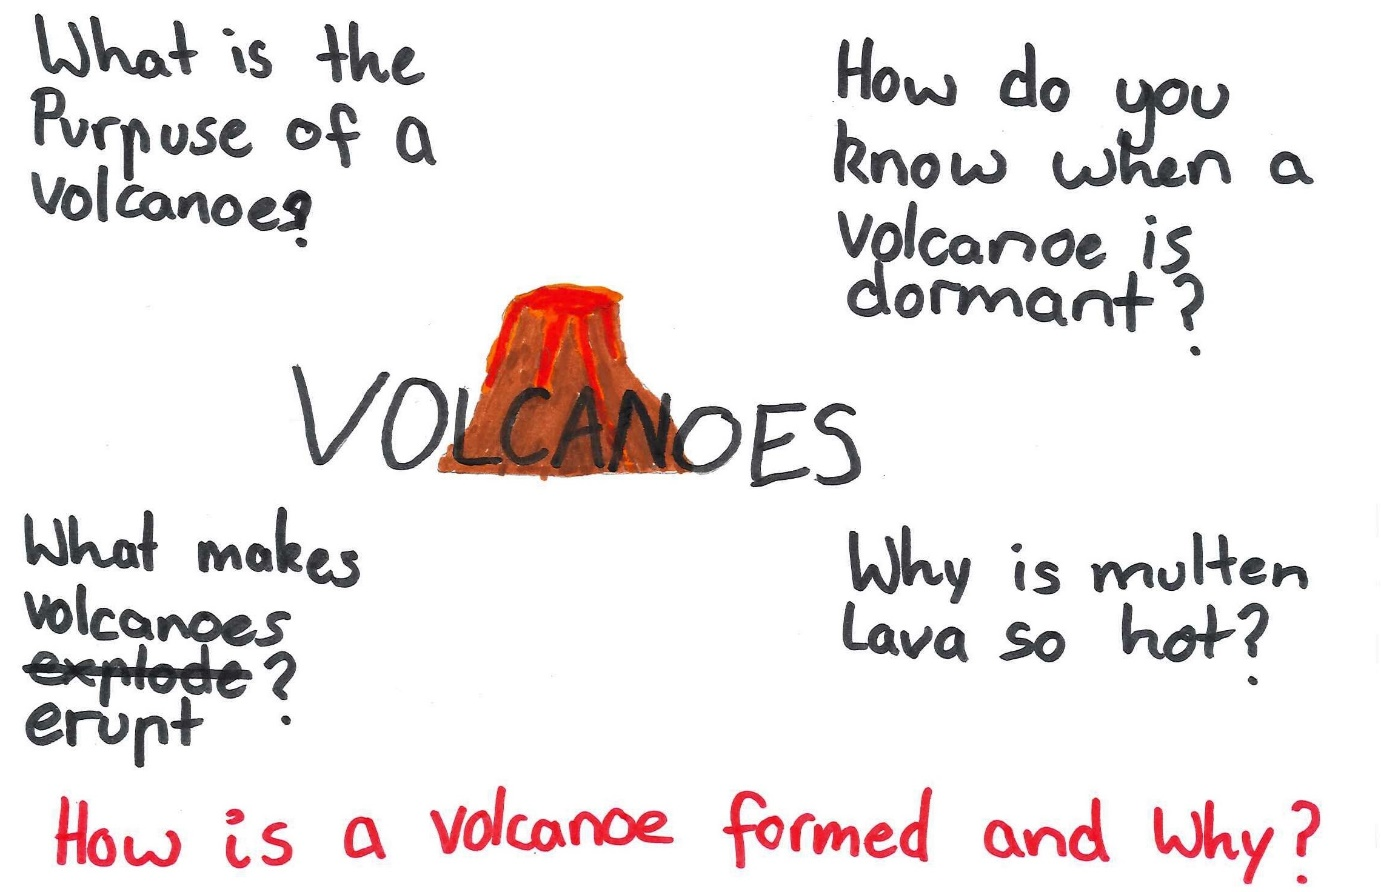 What is the
Purpuse of a
volcanoe?
How do you
know when a
volcanoe is
dormant?
VOLCANOES
What makes
volcanoes
explode?
erupt
Why is multen
Lava so hot?
How is a volcanoe formed and Why?